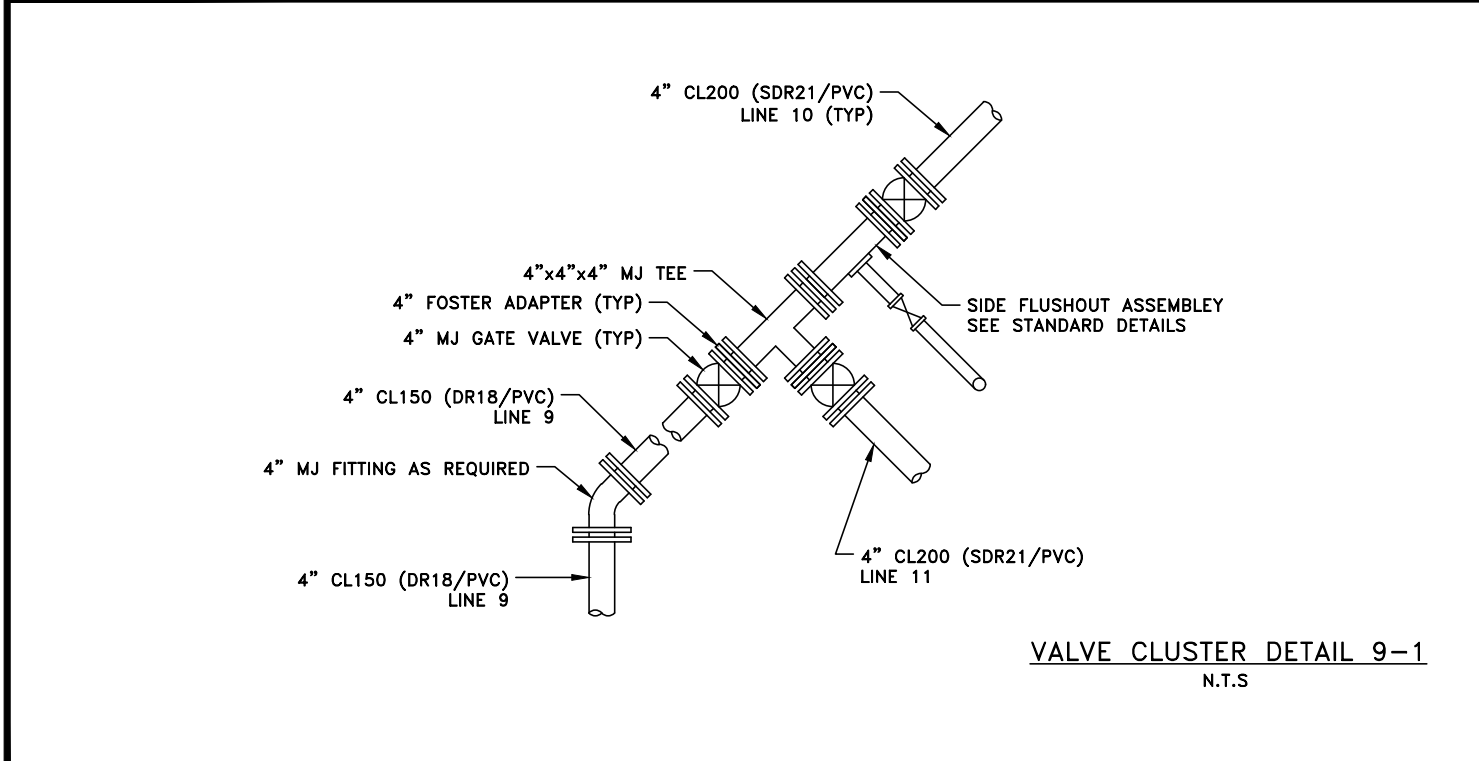 4” CL200 (SDR21/PVC)
LINE 10 (TYP)
4”x4”x4” MJ TEE
4” FOSTER ADAPTER (TYP)
4” MJ GATE VALVE (TYP)
SIDE FLUSHOUT ASSEMBLEY
SEE STANDARD DETAILS
4” CL150 (DR18/PVC)
LINE 9
4” MJ FITTING AS REQUIRED
4” CL200 (SDR21/PVC)
LINE 11
4” CL150 (DR18/PVC)
LINE 9
VALVE CLUSTER DETAIL 9-1
N.T.S